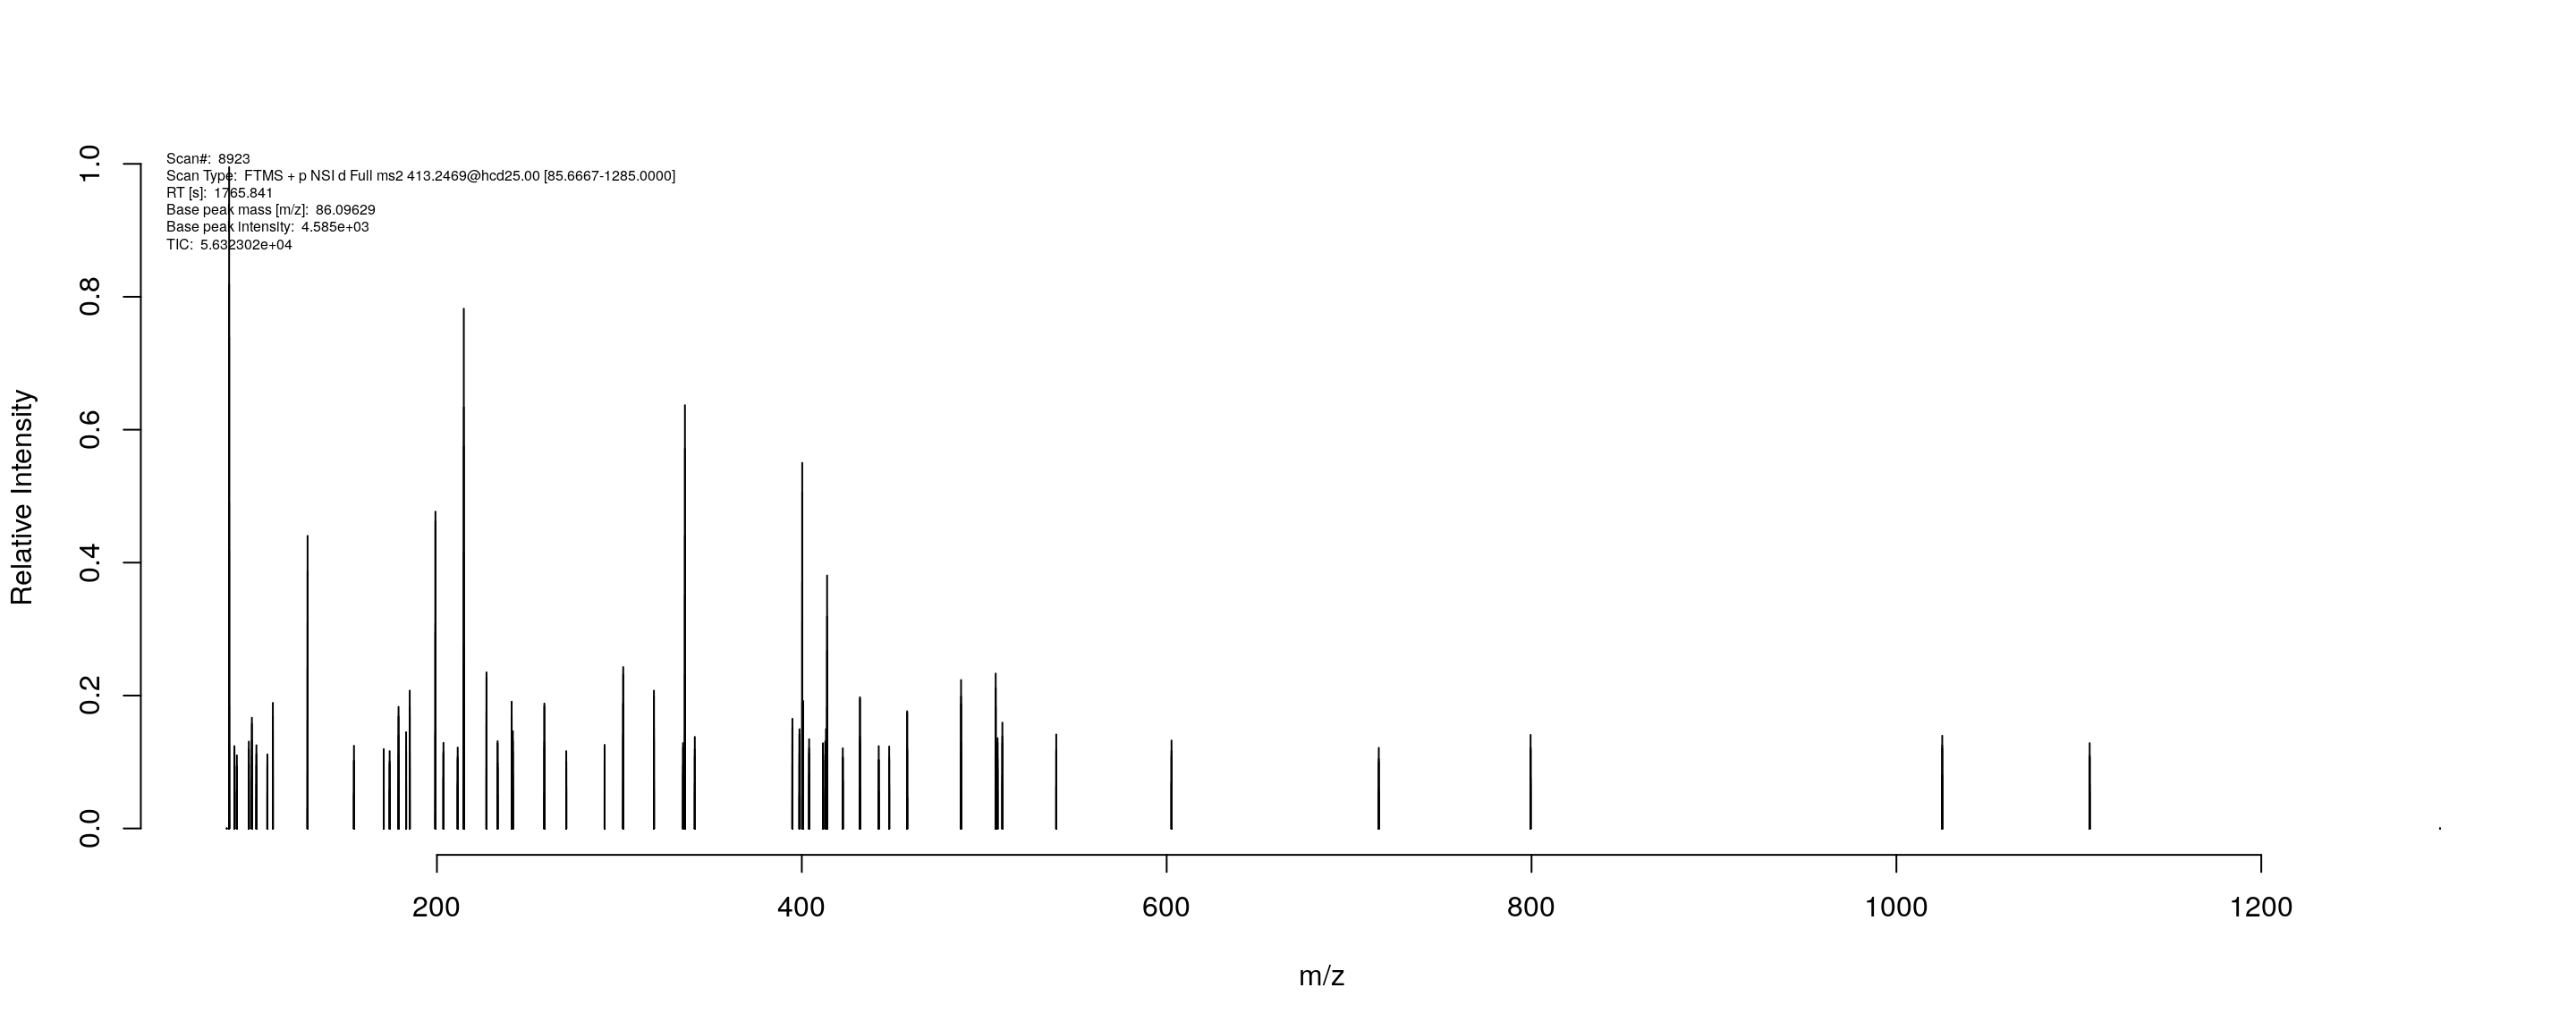 Scan#: 8923
Scan Type: FTMS + p NSI d Full ms2 413.2469@hcd25.00 [85.6667-1285.0000]
RT [s]: 1765.841
Base peak mass [m/z]: 86.09629
Base peak intensity: 4.585e+03
TIC: 5.632302e+04
1.0
0.8
0.6
0.4
0.2
0.0
Relative Intensity
200 400 600 800 1000 1200
m/z